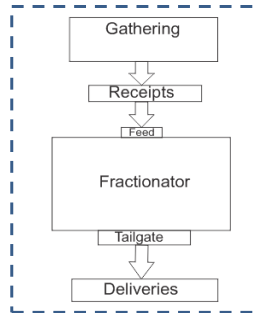 Gathering
Receipts
Feed
Fractionator
Tailgate
Deliveries